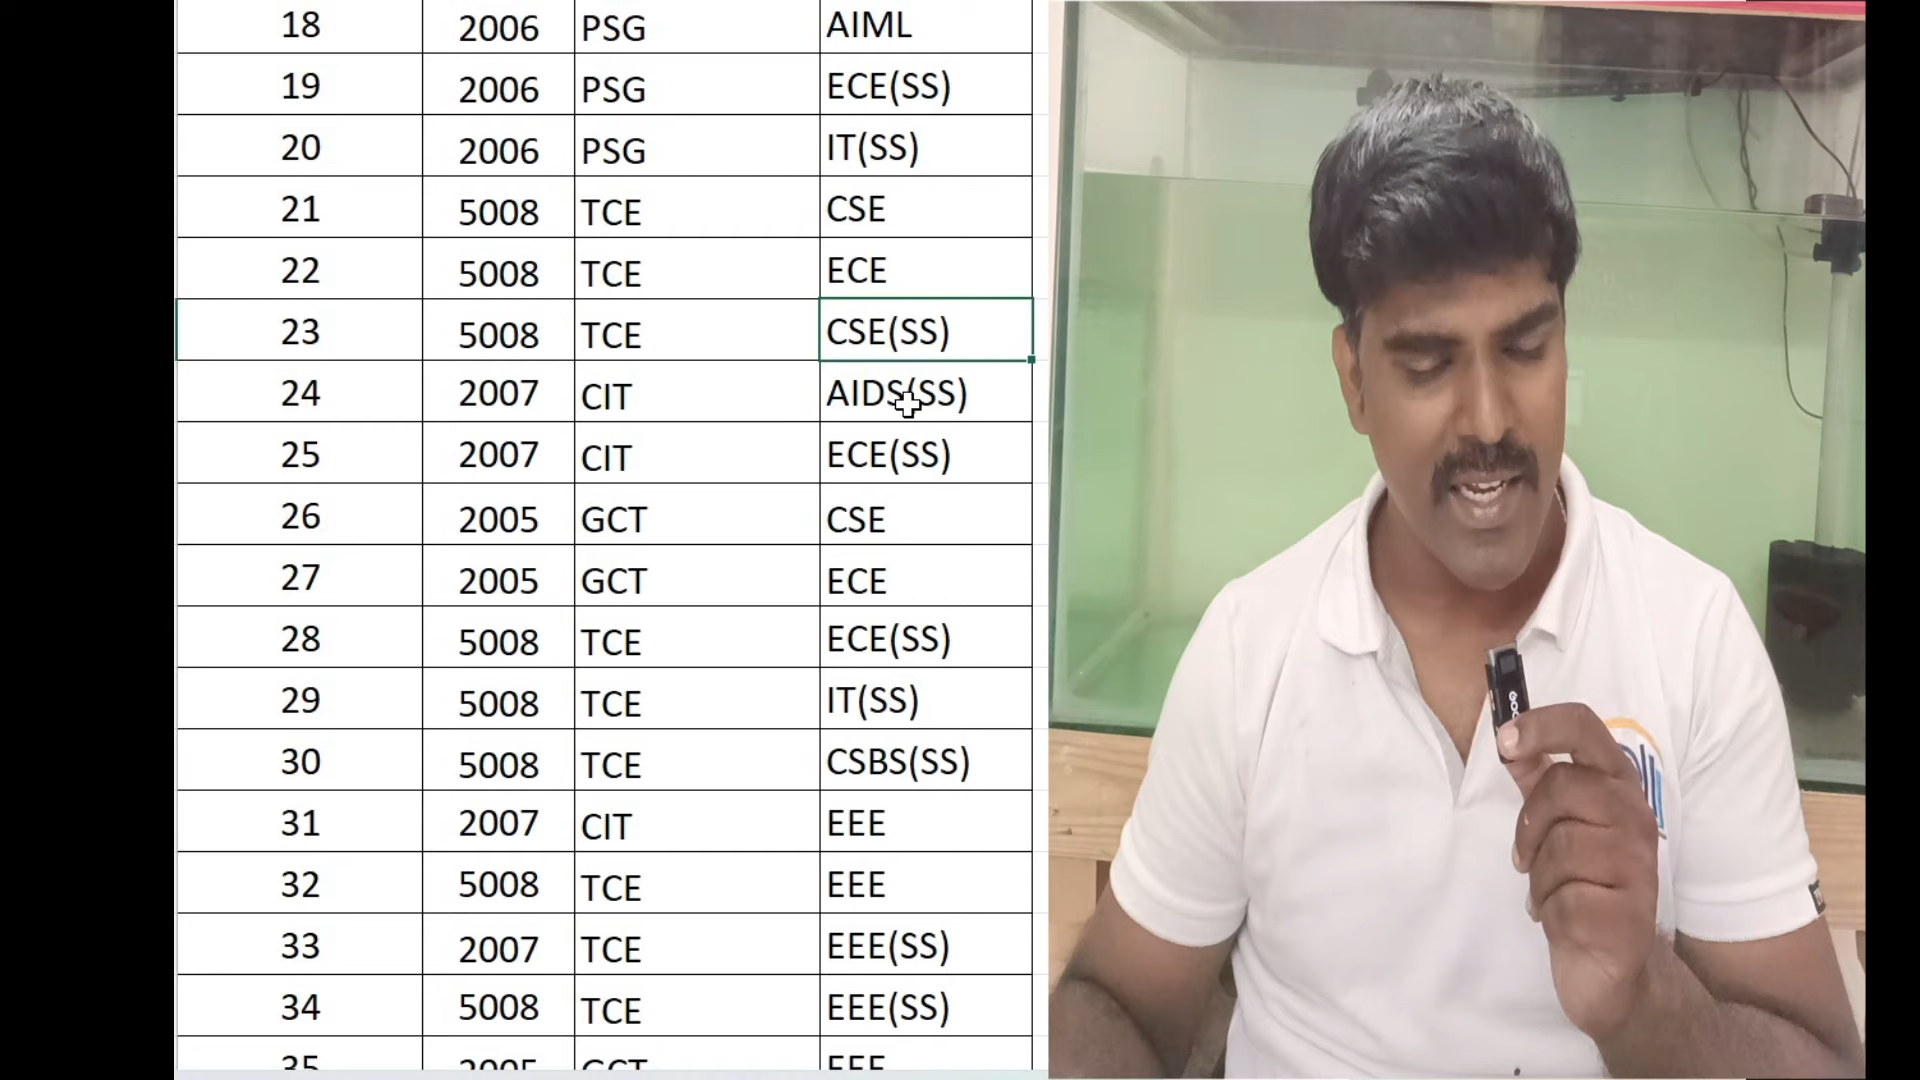 18 2006 PSG AIML
19 2006 PSG ECE(SS)
20 2006 PSG IT(SS)
21 5008 TCE CSE
22 5008 TCE ECE
23 5008 TCE CSE(SS)
24 2007 CIT AIDS(SS)
25 2007 CIT ECE(SS)
26 2005 GCT CSE
27 2005 GCT ECE
28 5008 TCE ECE(SS)
29 5008 TCE IT(SS)
30 5008 TCE CSBS(SS)
31 2007 CIT EEE
32 5008 TCE EEE
33 2007 TCE EEE(SS)
34 5008 TCE EEE(SS)
35 2005 GCT EEE